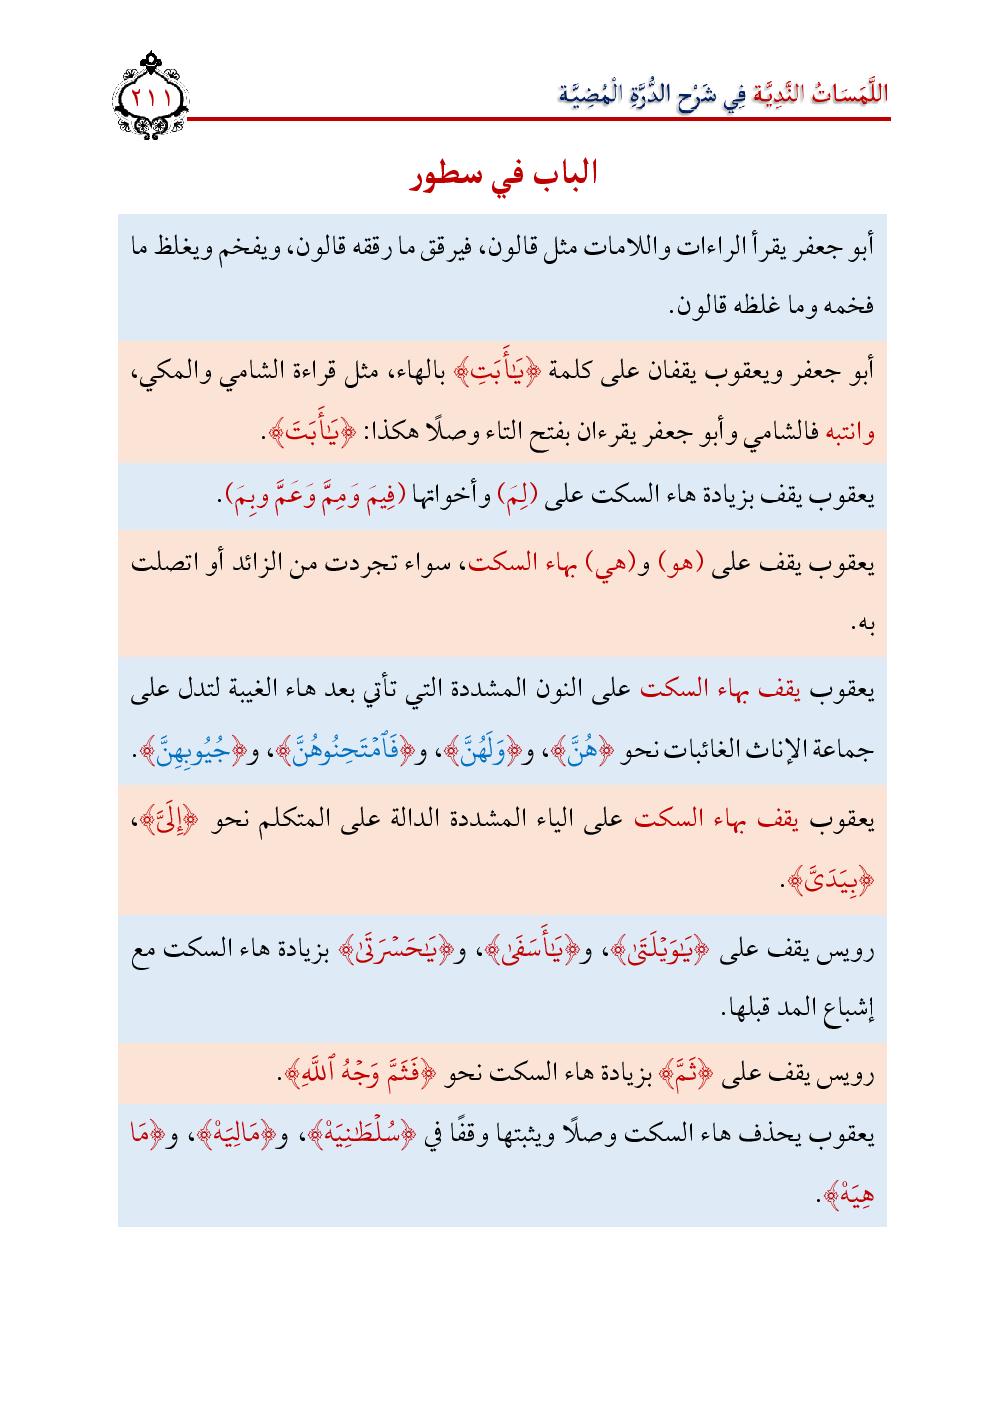 اللَّمَسَاتُ النَّدِيَّة فِي شَرْح الدُّرَّةِ الْمُضِيَّة
٢١١
الباب في سطور
أبو جعفر يقرأ الراءات واللامات مثل قالون، فيرقق ما رققه قالون، ويفخم ويغلظ ما
فخمه وما غلظه قالون.
أبو جعفر ويعقوب يقفان على كلمة ﴿يَٰٓأَبَتِ﴾ بالهاء، مثل قراءة الشامي والمكي،
وانتبه فالشامي وأبو جعفر يقرءان بفتح التاء وصلًا هكذا: ﴿يَٰٓأَبَتَ﴾.
يعقوب يقف بزيادة هاء السكت على (لِمَ) وأخواتها (فِيمَ وَمِمَّ وَعَمَّ وبِمَ).
يعقوب يقف على (هو) و(هي) بهاء السكت، سواء تجردت من الزائد أو اتصلت
به.
يعقوب يقف بهاء السكت على النون المشددة التي تأتي بعد هاء الغيبة لتدل على
جماعة الإناث الغائبات نحو ﴿هُنَّ﴾، و﴿وَلَهُنَّ﴾، و﴿فَٱمۡتَحِنُوهُنَّ﴾، و﴿جُيُوبِهِنَّ﴾.
يعقوب يقف بهاء السكت على الياء المشددة الدالة على المتكلم نحو ﴿إِلَىَّ﴾،
﴿بِيَدَىَّ﴾.
رويس يقف على ﴿يَٰوَيۡلَتَىٰ﴾، و﴿يَٰٓأَسَفَىٰ﴾، و﴿يَٰحَسۡرَتَىٰ﴾ بزيادة هاء السكت مع
إشباع المد قبلها.
رويس يقف على ﴿ثَمَّ﴾ بزيادة هاء السكت نحو ﴿فَثَمَّ وَجۡهُ ٱللَّهِ﴾.
يعقوب يحذف هاء السكت وصلًا ويثبتها وقفًا في ﴿سُلۡطَٰنِيَهۡ﴾، و﴿مَالِيَهۡ﴾، و﴿مَا
هِيَهۡ﴾.